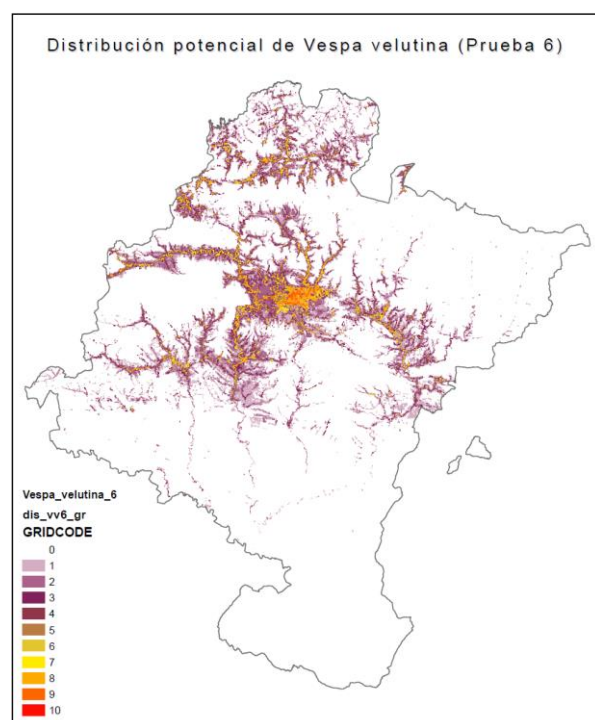 Distribución potencial de Vespa velutina (Prueba 6)
Vespa_velutina_6
dis_vv6_gr
GRIDCODE
0
1
2
3
4
5
6
7
8
9
10